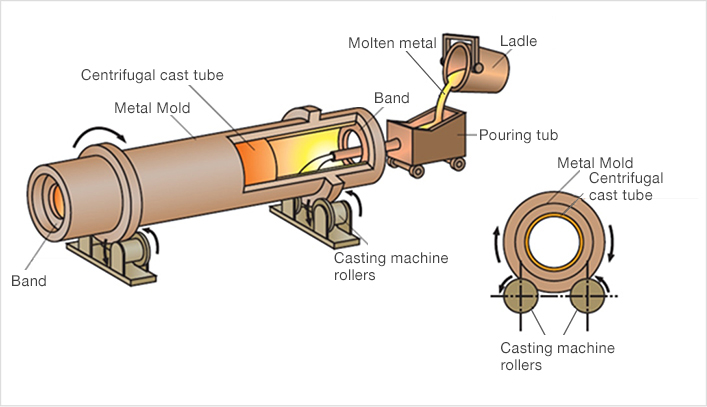 Molten metal
Ladle
Centrifugal cast tube
Band
Metal Mold
Pouring tub
Metal Mold
Centrifugal
cast tube
Casting machine
rollers
Band
Casting machine
rollers